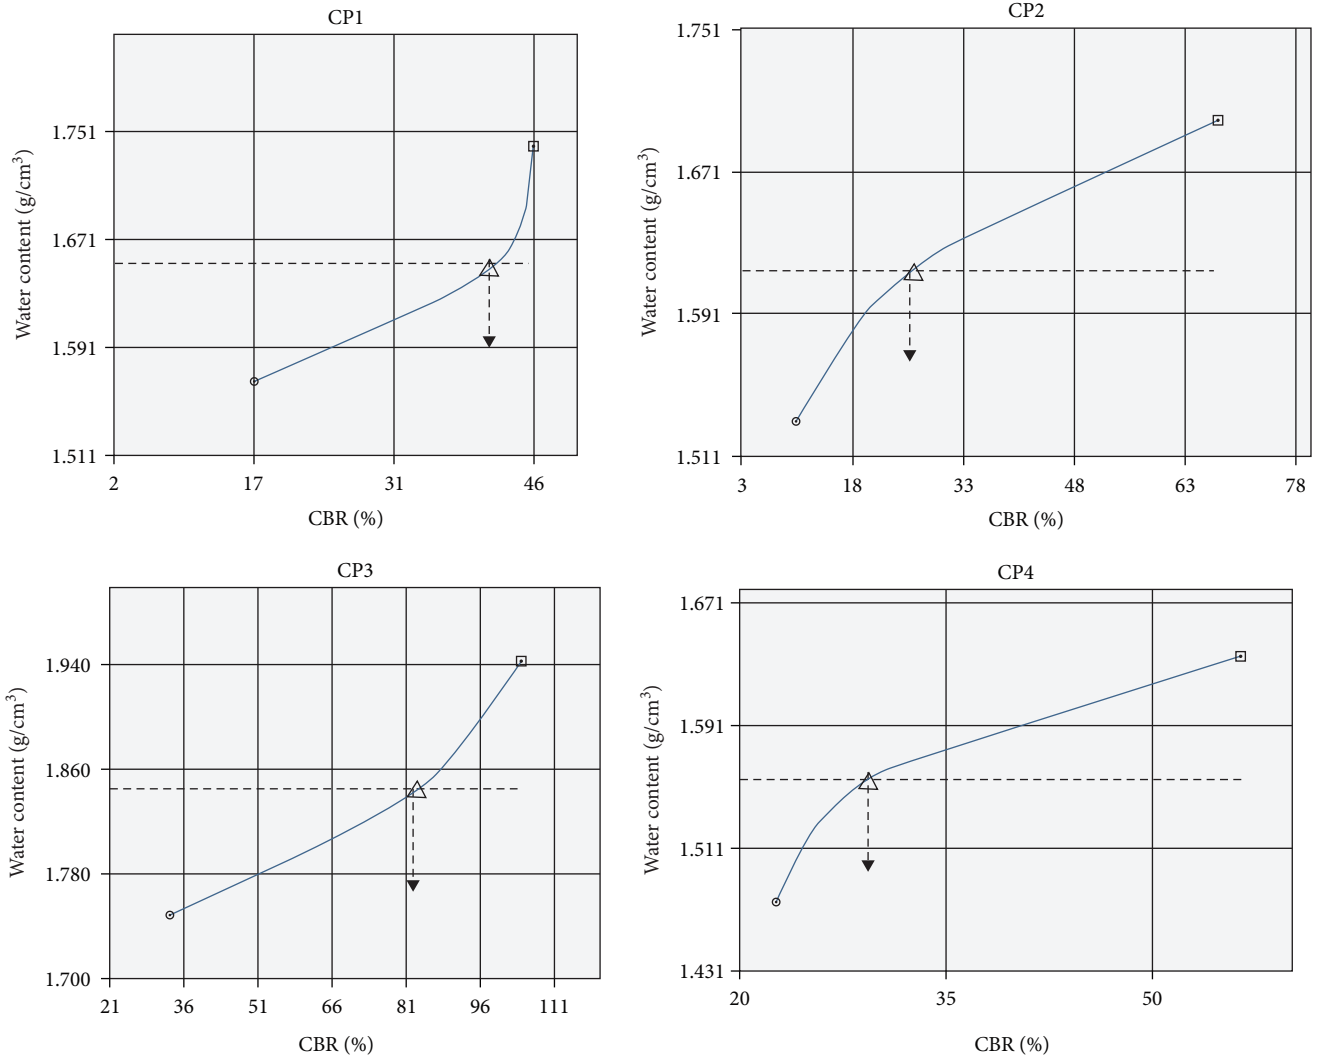 CP1
Water content (g/cm³)
1.751
1.671
1.591
1.511
2 17 31 46
CBR (%)
CP2
Water content (g/cm³)
1.751
1.671
1.591
1.511
3 18 33 48 63 78
CBR (%)
CP3
Water content (g/cm³)
1.940
1.860
1.780
1.700
21 36 51 66 81 96 111
CBR (%)
CP4
Water content (g/cm³)
1.671
1.591
1.511
1.431
20 35 50
CBR (%)